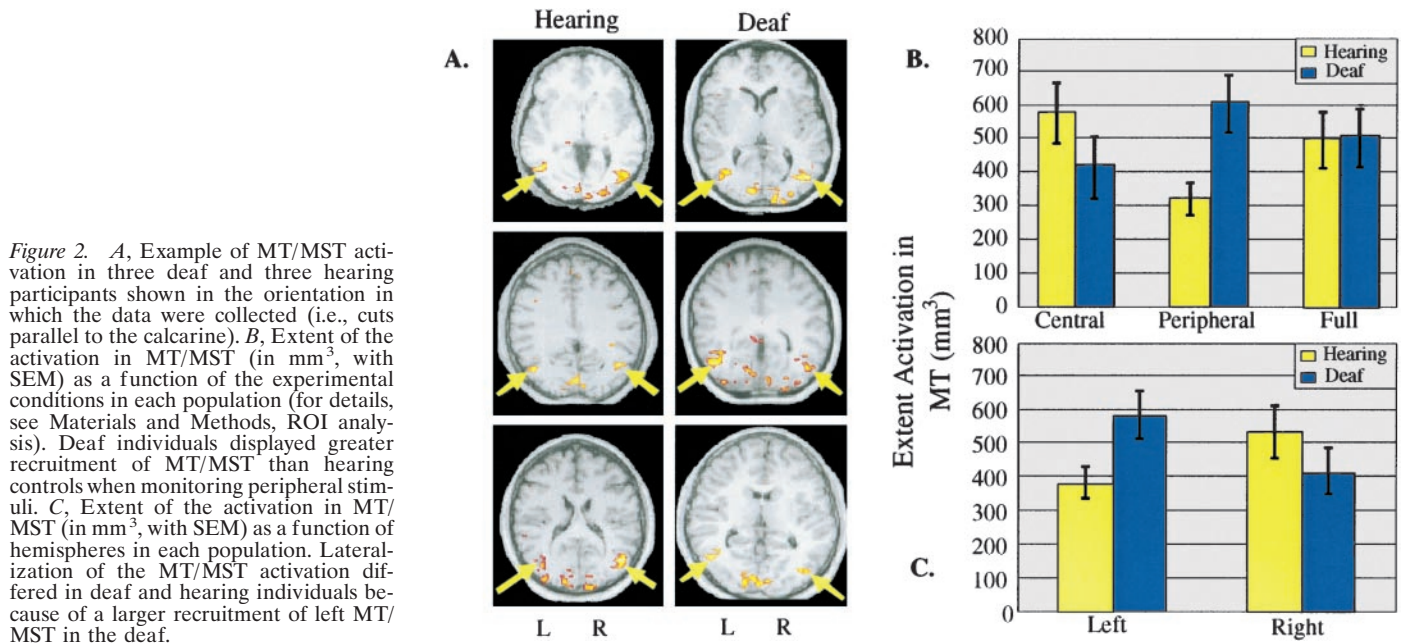 Figure 2. A, Example of MT/MST acti-
vation in three deaf and three hearing
participants shown in the orientation in
which the data were collected (i.e., cuts
parallel to the calcarine). B, Extent of the
activation in MT/MST (in mm³, with
SEM) as a function of the experimental
conditions in each population (for details,
see Materials and Methods, ROI analy-
sis). Deaf individuals displayed greater
recruitment of MT/MST than hearing
controls when monitoring peripheral stim-
uli. C, Extent of the activation in MT/
MST (in mm³, with SEM) as a function of
hemispheres in each population. Lateral-
ization of the MT/MST activation dif-
fered in deaf and hearing individuals be-
cause of a larger recruitment of left MT/
MST in the deaf.
A.
Hearing
Deaf
L R
L R
B.
Extent Activation in
MT (mm³)
800
700
600
500
400
300
200
100
0
Hearing
Deaf
Central
Peripheral
Full
C.
800
700
600
500
400
300
200
100
0
Hearing
Deaf
Left
Right